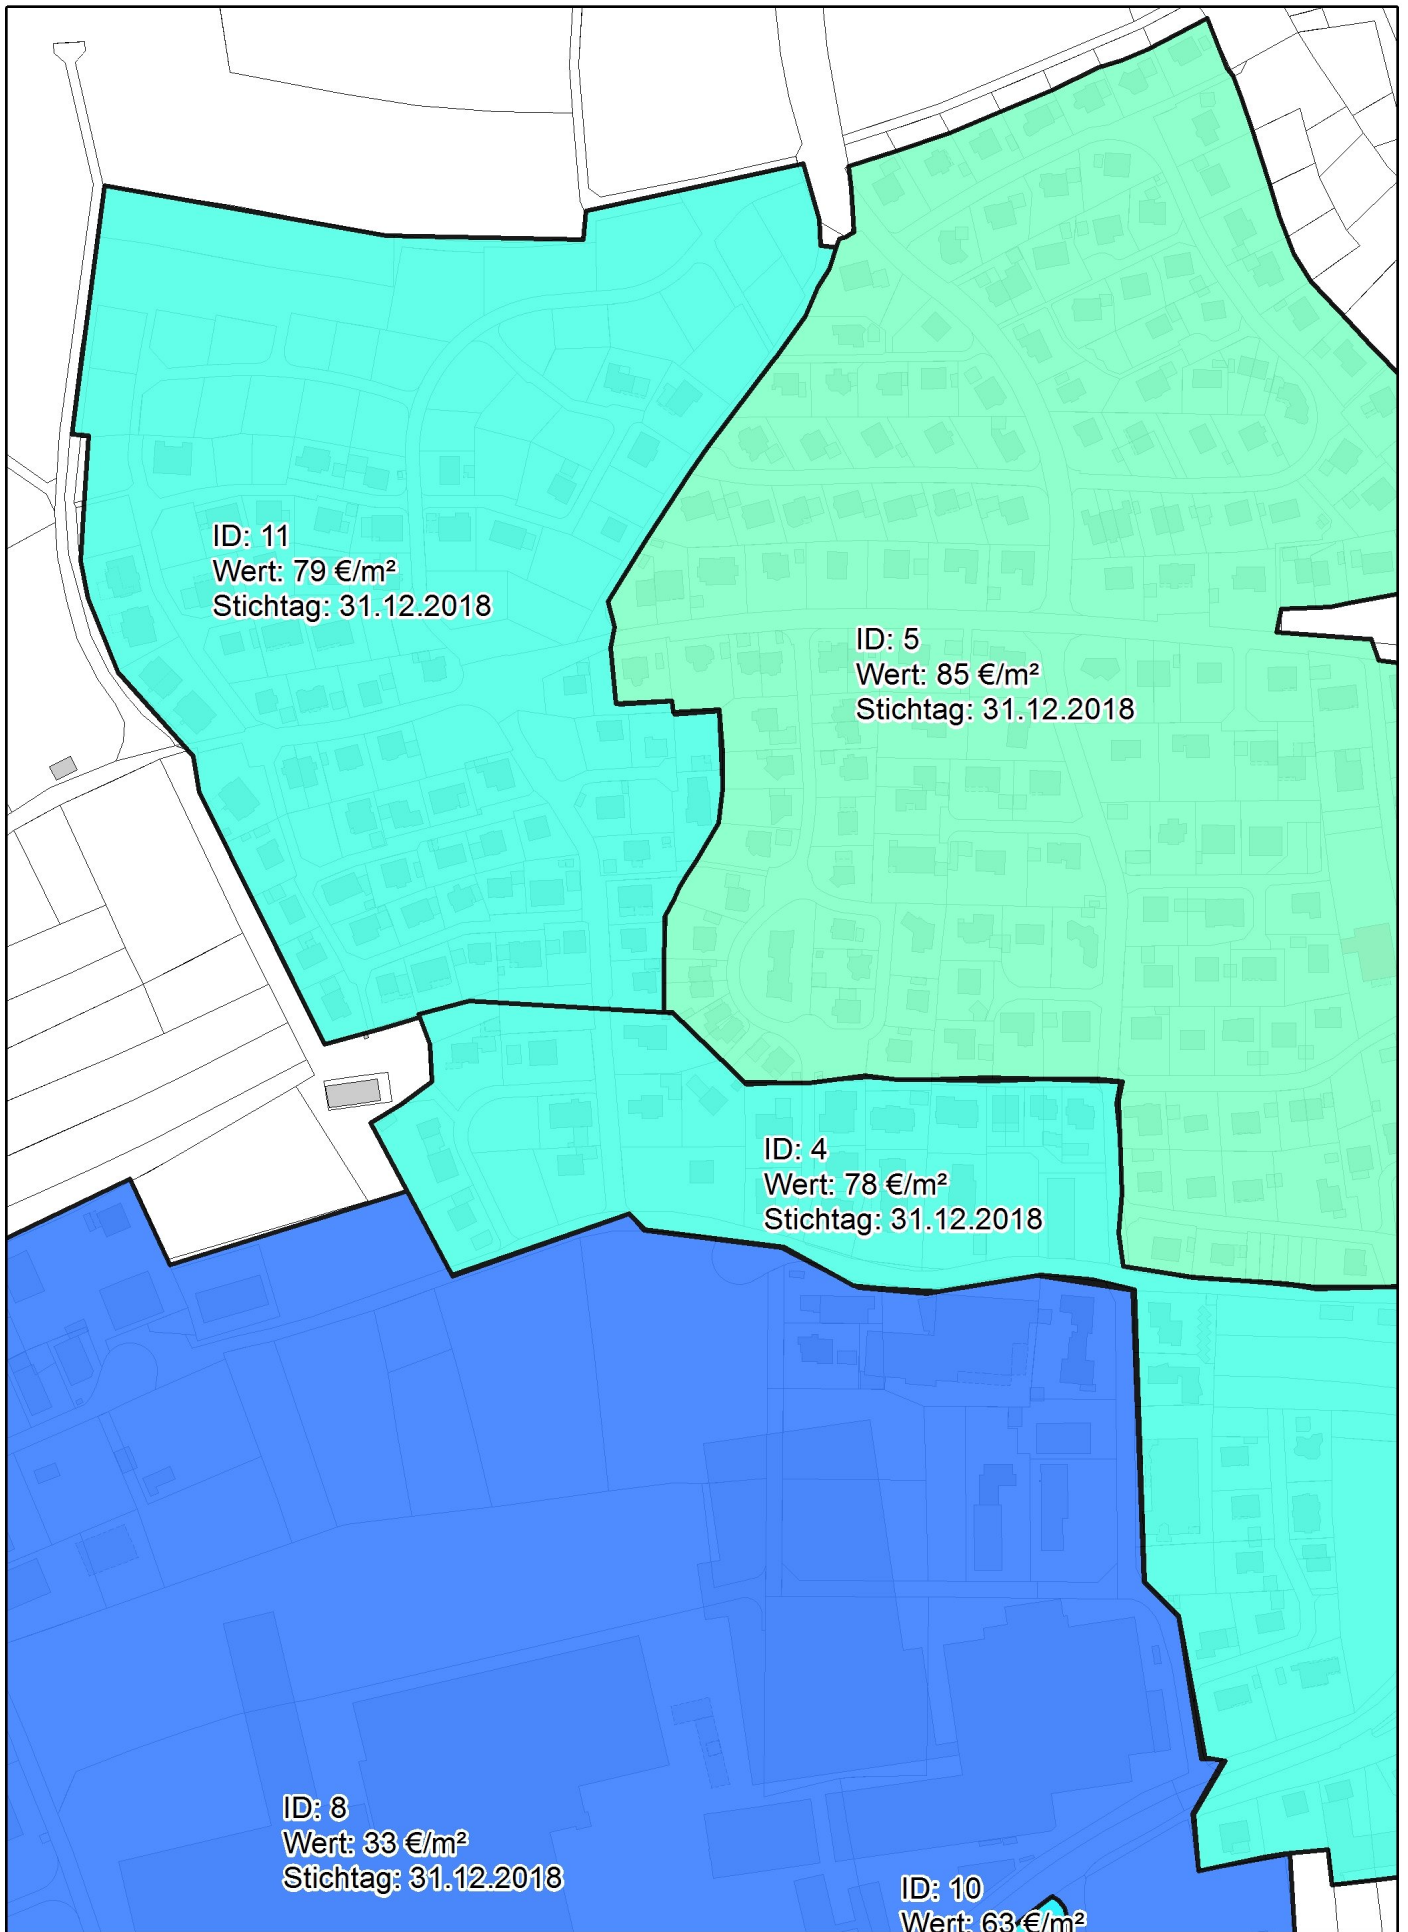 ID: 11
Wert: 79 €/m²
Stichtag: 31.12.2018
ID: 5
Wert: 85 €/m²
Stichtag: 31.12.2018
ID: 4
Wert: 78 €/m²
Stichtag: 31.12.2018
ID: 8
Wert: 33 €/m²
Stichtag: 31.12.2018
ID: 10
Wert: 63 €/m²